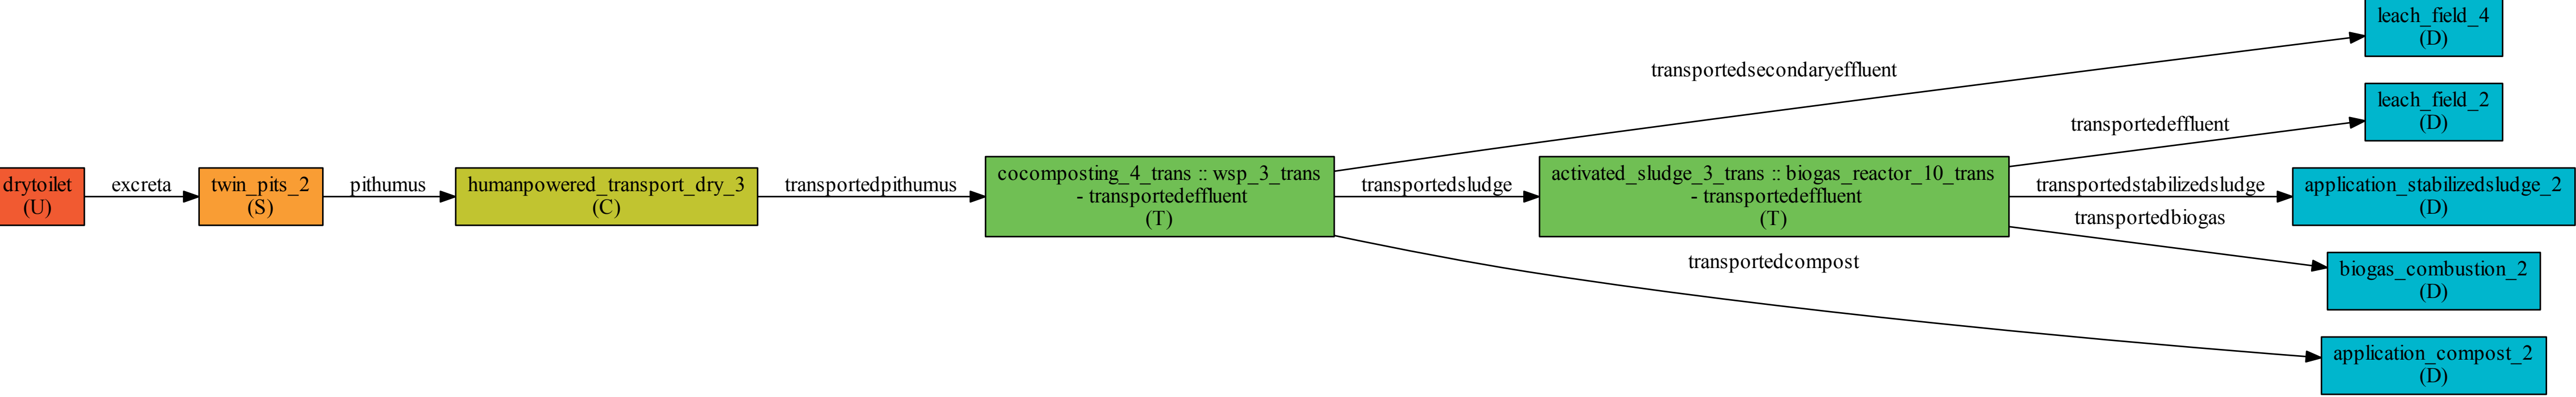 drytoilet
(U)
excreta
twin_pits_2
(S)
pithumus
humanpowered_transport_dry_3
(C)
transportedpithumus
cocomposting_4_trans :: wsp_3_trans
- transportedeffluent
(T)
transportedsecondaryeffluent
transportedsludge
transportedcompost
activated_sludge_3_trans :: biogas_reactor_10_trans
- transportedeffluent
(T)
transportedeffluent
transportedstabilizedsludge
transportedbiogas
leach_field_4
(D)
leach_field_2
(D)
application_stabilizedsludge_2
(D)
biogas_combustion_2
(D)
application_compost_2
(D)